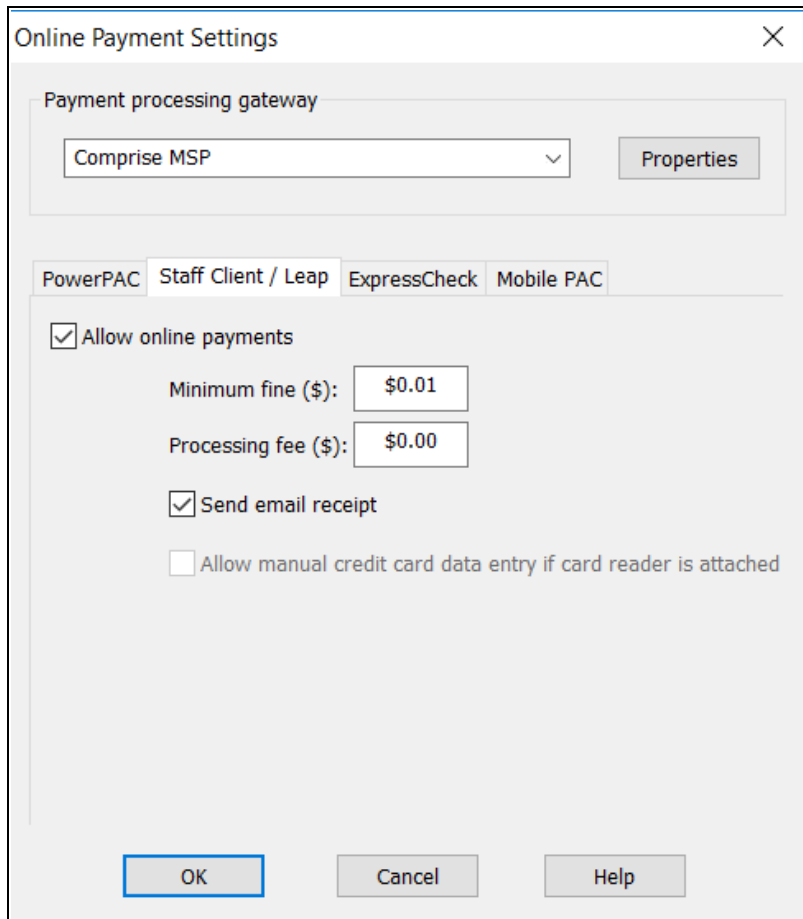 Online Payment Settings
Payment processing gateway
Comprise MSP
Properties
PowerPAC Staff Client / Leap ExpressCheck Mobile PAC
Allow online payments
Minimum fine ($): $0.01
Processing fee ($): $0.00
Send email receipt
Allow manual credit card data entry if card reader is attached
OK Cancel Help